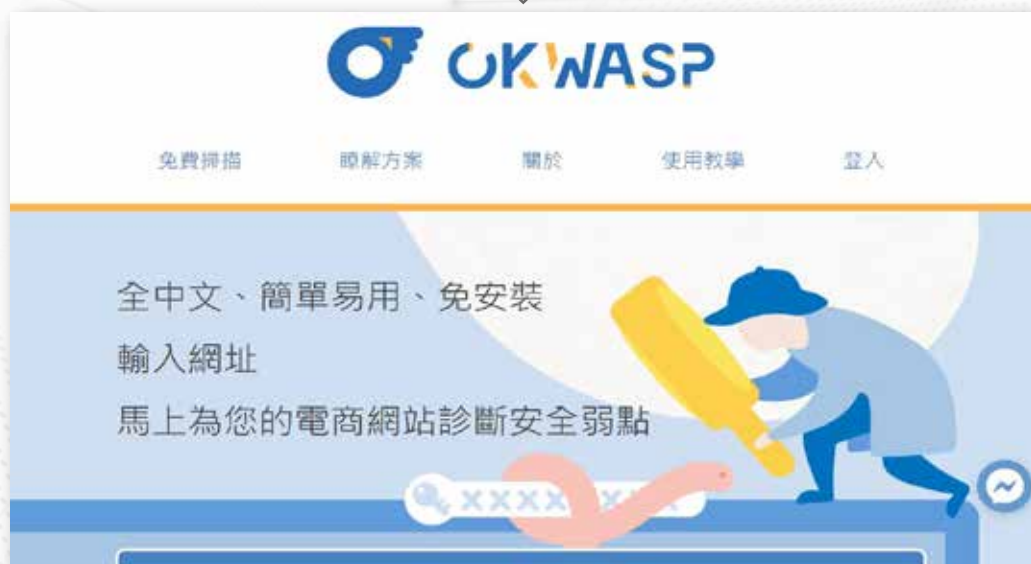 OKWASP
免費掃描 瞭解方案 關於 使用教學 登入
全中文、簡單易用、免安裝
輸入網址
馬上為您的電商網站診斷安全弱點
XXXX XXX